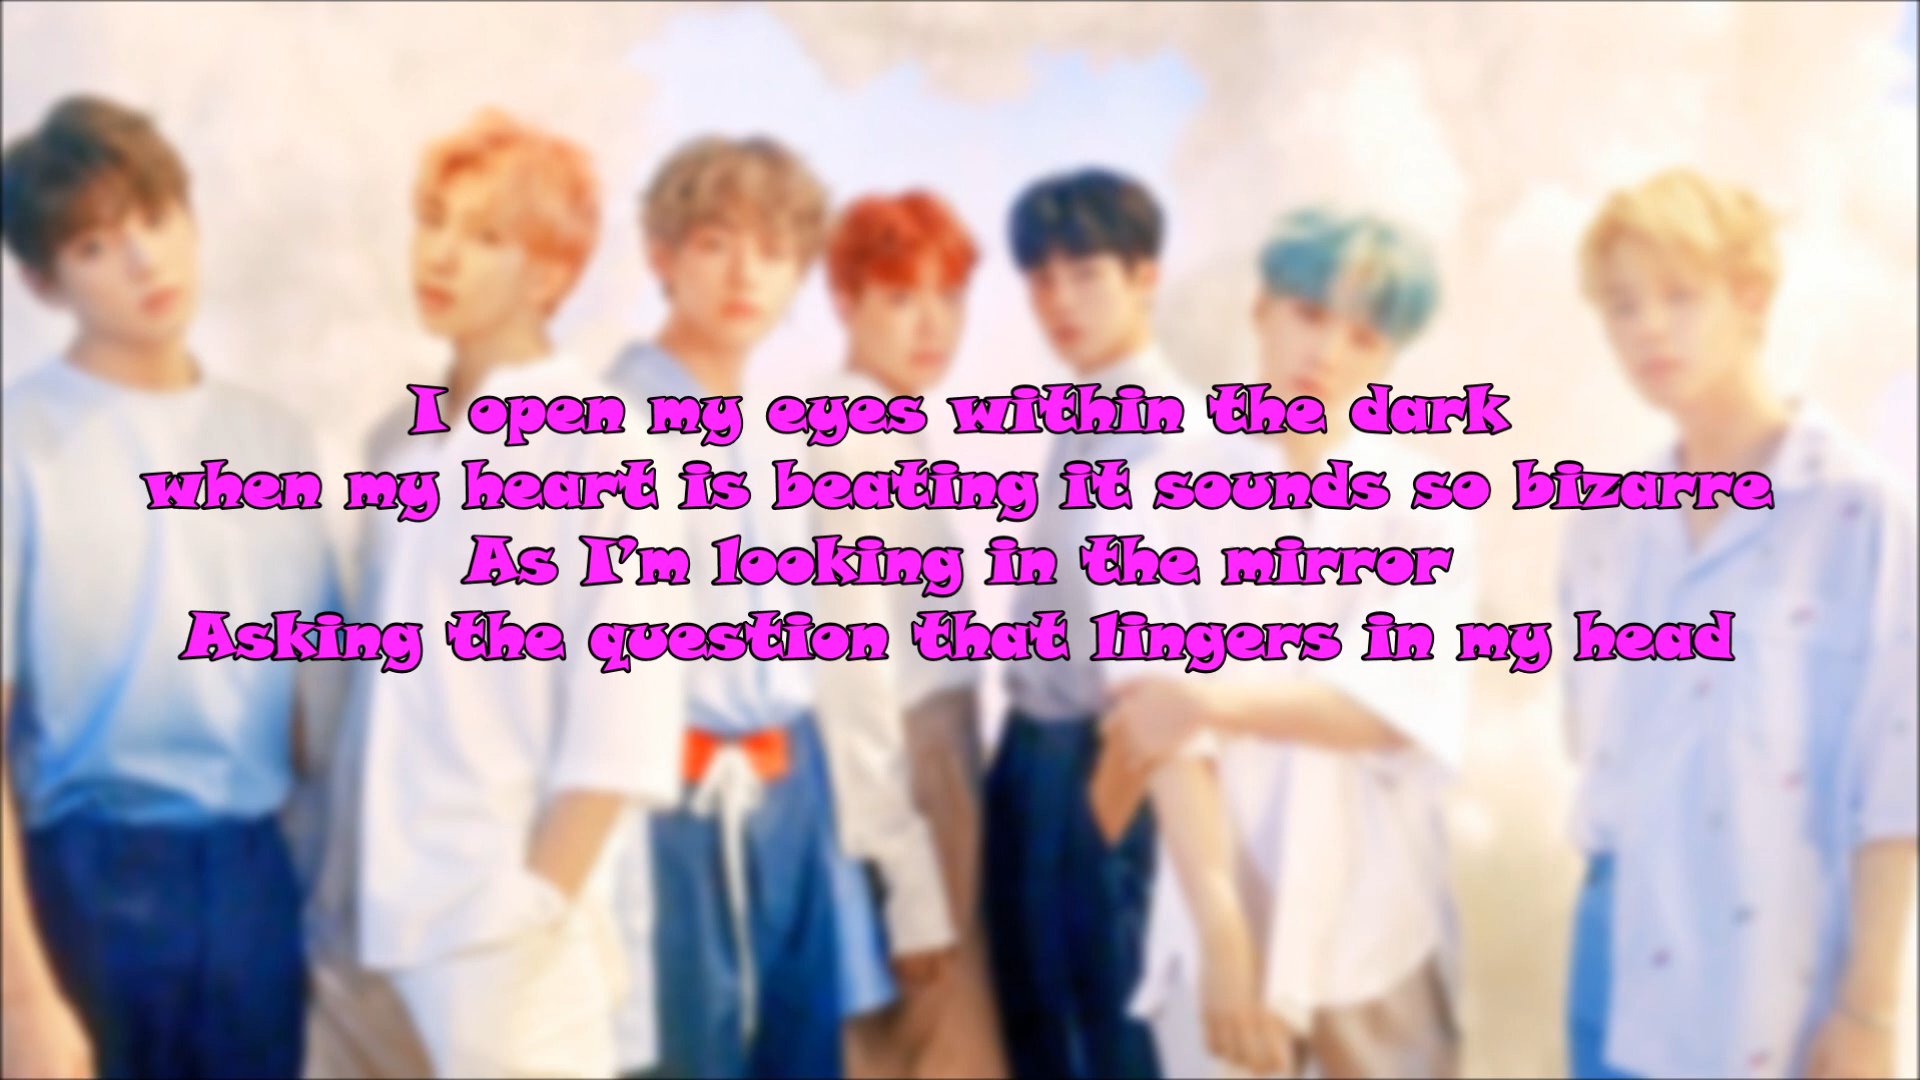 I open my eyes within the dark
when my heart is beating it sounds so bizarre
As I'm looking in the mirror
Asking the question that lingers in my head